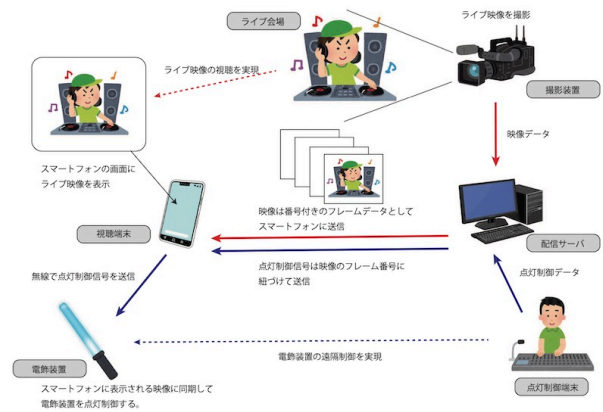 ライブ会場
ライブ映像を撮影
撮影装置
ライブ映像の視聴を実現
映像データ
スマートフォンの画面に
ライブ映像を表示
映像は番号付きのフレームデータとして
スマートフォンに送信
視聴端末
配信サーバ
無線で点灯制御信号を送信
点灯制御信号は映像のフレーム番号に
紐づけて送信
点灯制御データ
電飾装置の遠隔制御を実現
電飾装置
点灯制御端末
スマートフォンに表示される映像に同期して
電飾装置を点灯制御する。